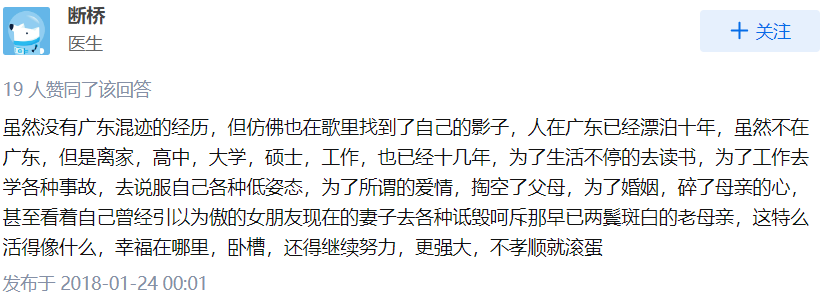 断桥
医生
+ 关注
19 人赞同了该回答
虽然没有广东混迹的经历，但仿佛也在歌里找到了自己的影子，人在广东已经漂泊十年，虽然不在
广东，但是离家，高中，大学，硕士，工作，也已经十几年，为了生活不停的去读书，为了工作去
学各种事故，去说服自己各种低姿态，为了所谓的爱情，掏空了父母，为了婚姻，碎了母亲的心，
甚至看着自己曾经引以为傲的女朋友现在的妻子去各种诋毁呵斥那早已两鬓斑白的老母亲，这特么
活得像什么，幸福在哪里，卧槽，还得继续努力，更强大，不孝顺就滚蛋
发布于 2018-01-24 00:01